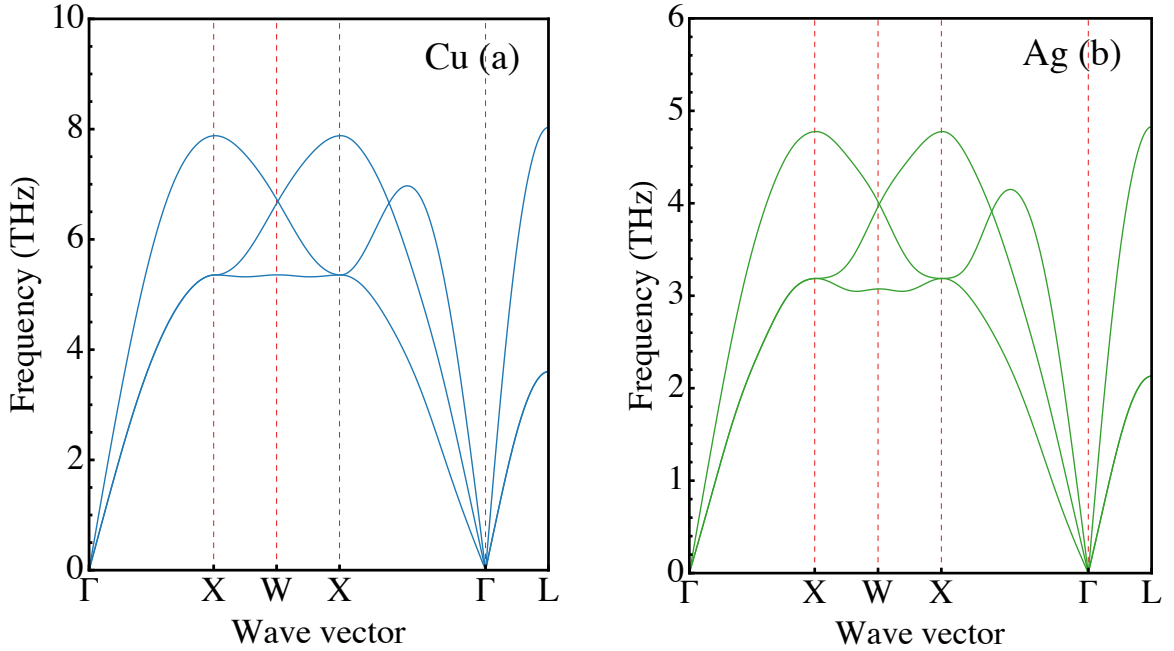 Cu (a)
Frequency (THz)
10
8
6
4
2
0
Γ X W X Γ L
Wave vector
Ag (b)
Frequency (THz)
6
5
4
3
2
1
0
Γ X W X Γ L
Wave vector